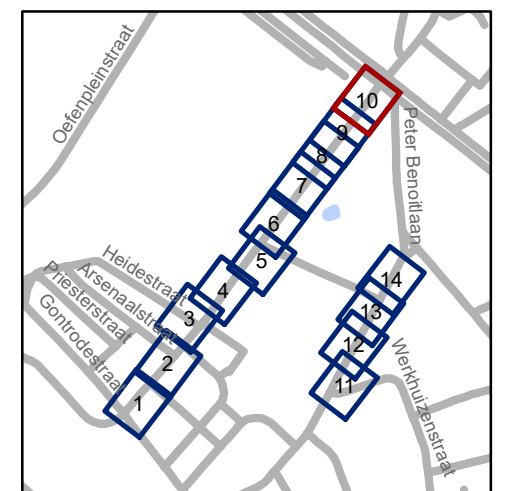 Oefenpleinstraat
10
Peter Benoitlaan
9
8
7
6
5
Heidestraat
Arsenaalstraat
Priesterstraat
Gontrodestraat
4
3
2
1
14
13
12
11
Werkhuizenstraat